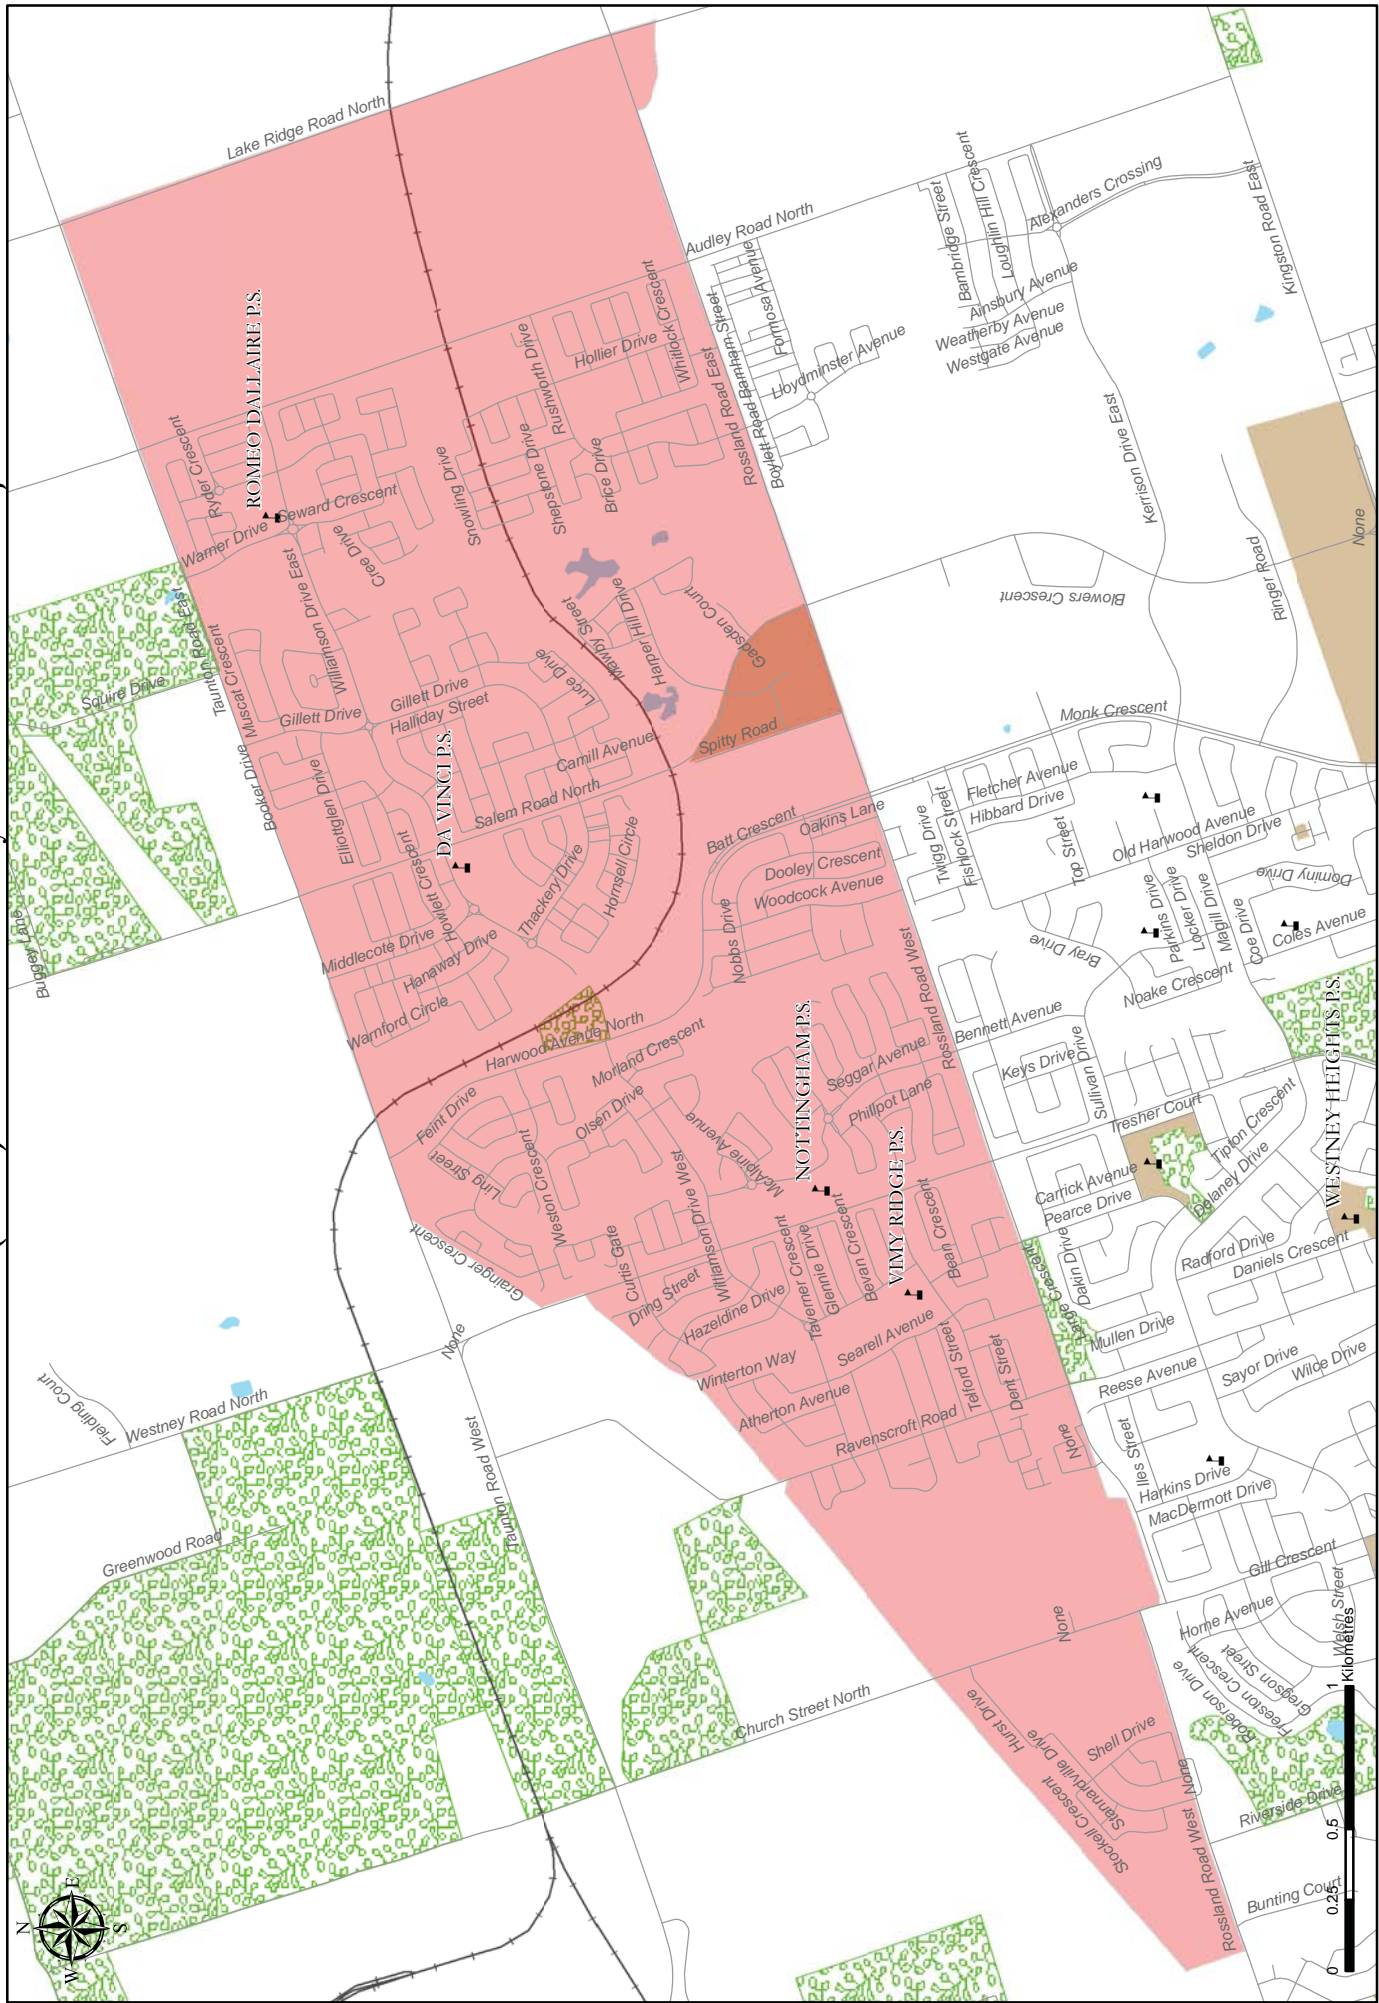 Lake Ridge Road North
ROMEO DALLAIRE P.S.
Ryder Crescent
Warner Drive
Seward Crescent
Cree Drive
Williamson Drive East
Taunton Road East
Muscat Crescent
Squire Drive
Gillett Drive
Gillett Drive
Halliday Street
Booker Drive
Elliottglen Drive
DA VINCI P.S.
Salem Road North
Camill Avenue
Luce Drive
Mawby Street
Harper Hill Drive
Gadsden Court
Spitty Road
Snowling Drive
Shepstone Drive
Rushworth Drive
Brice Drive
Hollier Drive
Whitlock Crescent
Rossland Road East
Barnham Street
Boylett Road
Formosa Avenue
Audley Road North
Lloydminster Avenue
Bambridge Street
Loughlin Hill Crescent
Alexanders Crossing
Ainsbury Avenue
Weatherby Avenue
Westgate Avenue
Kerrison Drive East
Kingston Road East
Ringer Road
None
Blowers Crescent
Monk Crescent
Fletcher Avenue
Hibbard Drive
Top Street
Twigg Drive
Fishlock Street
Old Harwood Avenue
Sheldon Drive
Dominy Drive
Parkins Drive
Locker Drive
Magill Drive
Coe Drive
Coles Avenue
Noake Crescent
Bray Drive
Howlett Crescent
Middlecote Drive
Hanaway Drive
Warnford Circle
Thackery Drive
Hornsell Circle
Batt Crescent
Oakins Lane
Dooley Crescent
Woodcock Avenue
Nobbs Drive
Buggey Lane
Harwood Avenue North
Morland Crescent
Feint Drive
Ling Street
Weston Crescent
Olsen Drive
McAlpine Avenue
Williamson Drive West
Grainger Crescent
Curtis Gate
Dring Street
Hazeldine Drive
Taverner Crescent
Glennie Drive
Bevan Crescent
NOTTINGHAM P.S.
VIMY RIDGE P.S.
Seggar Avenue
Phillpot Lane
Bean Crescent
Rossland Road West
Bennett Avenue
Keys Drive
Sullivan Drive
Tresher Court
Tipton Crescent
Delaney Drive
Carrick Avenue
Pearce Drive
Dakin Drive
Large Crescent
Mullen Drive
Radford Drive
Daniels Crescent
WESTNEY HEIGHTS P.S.
Reese Avenue
Sayor Drive
Wilce Drive
Winterton Way
Atherton Avenue
Searell Avenue
Telford Street
Dent Street
Ravenscroft Road
None
Iles Street
Harkins Drive
MacDermott Drive
Gill Crescent
Home Avenue
Welsh Street
Roberson Drive
Freeston Crescent
Gregson Street
Riverside Drive
Bunting Court
None
Rossland Road West
None
Shell Drive
Stannardville Drive
Stockell Crescent
Hurst Drive
Church Street North
Taunton Road West
None
Westney Road North
Fielding Court
Greenwood Road
N
E
S
W
0
0.25
0.5
1
Kilometres